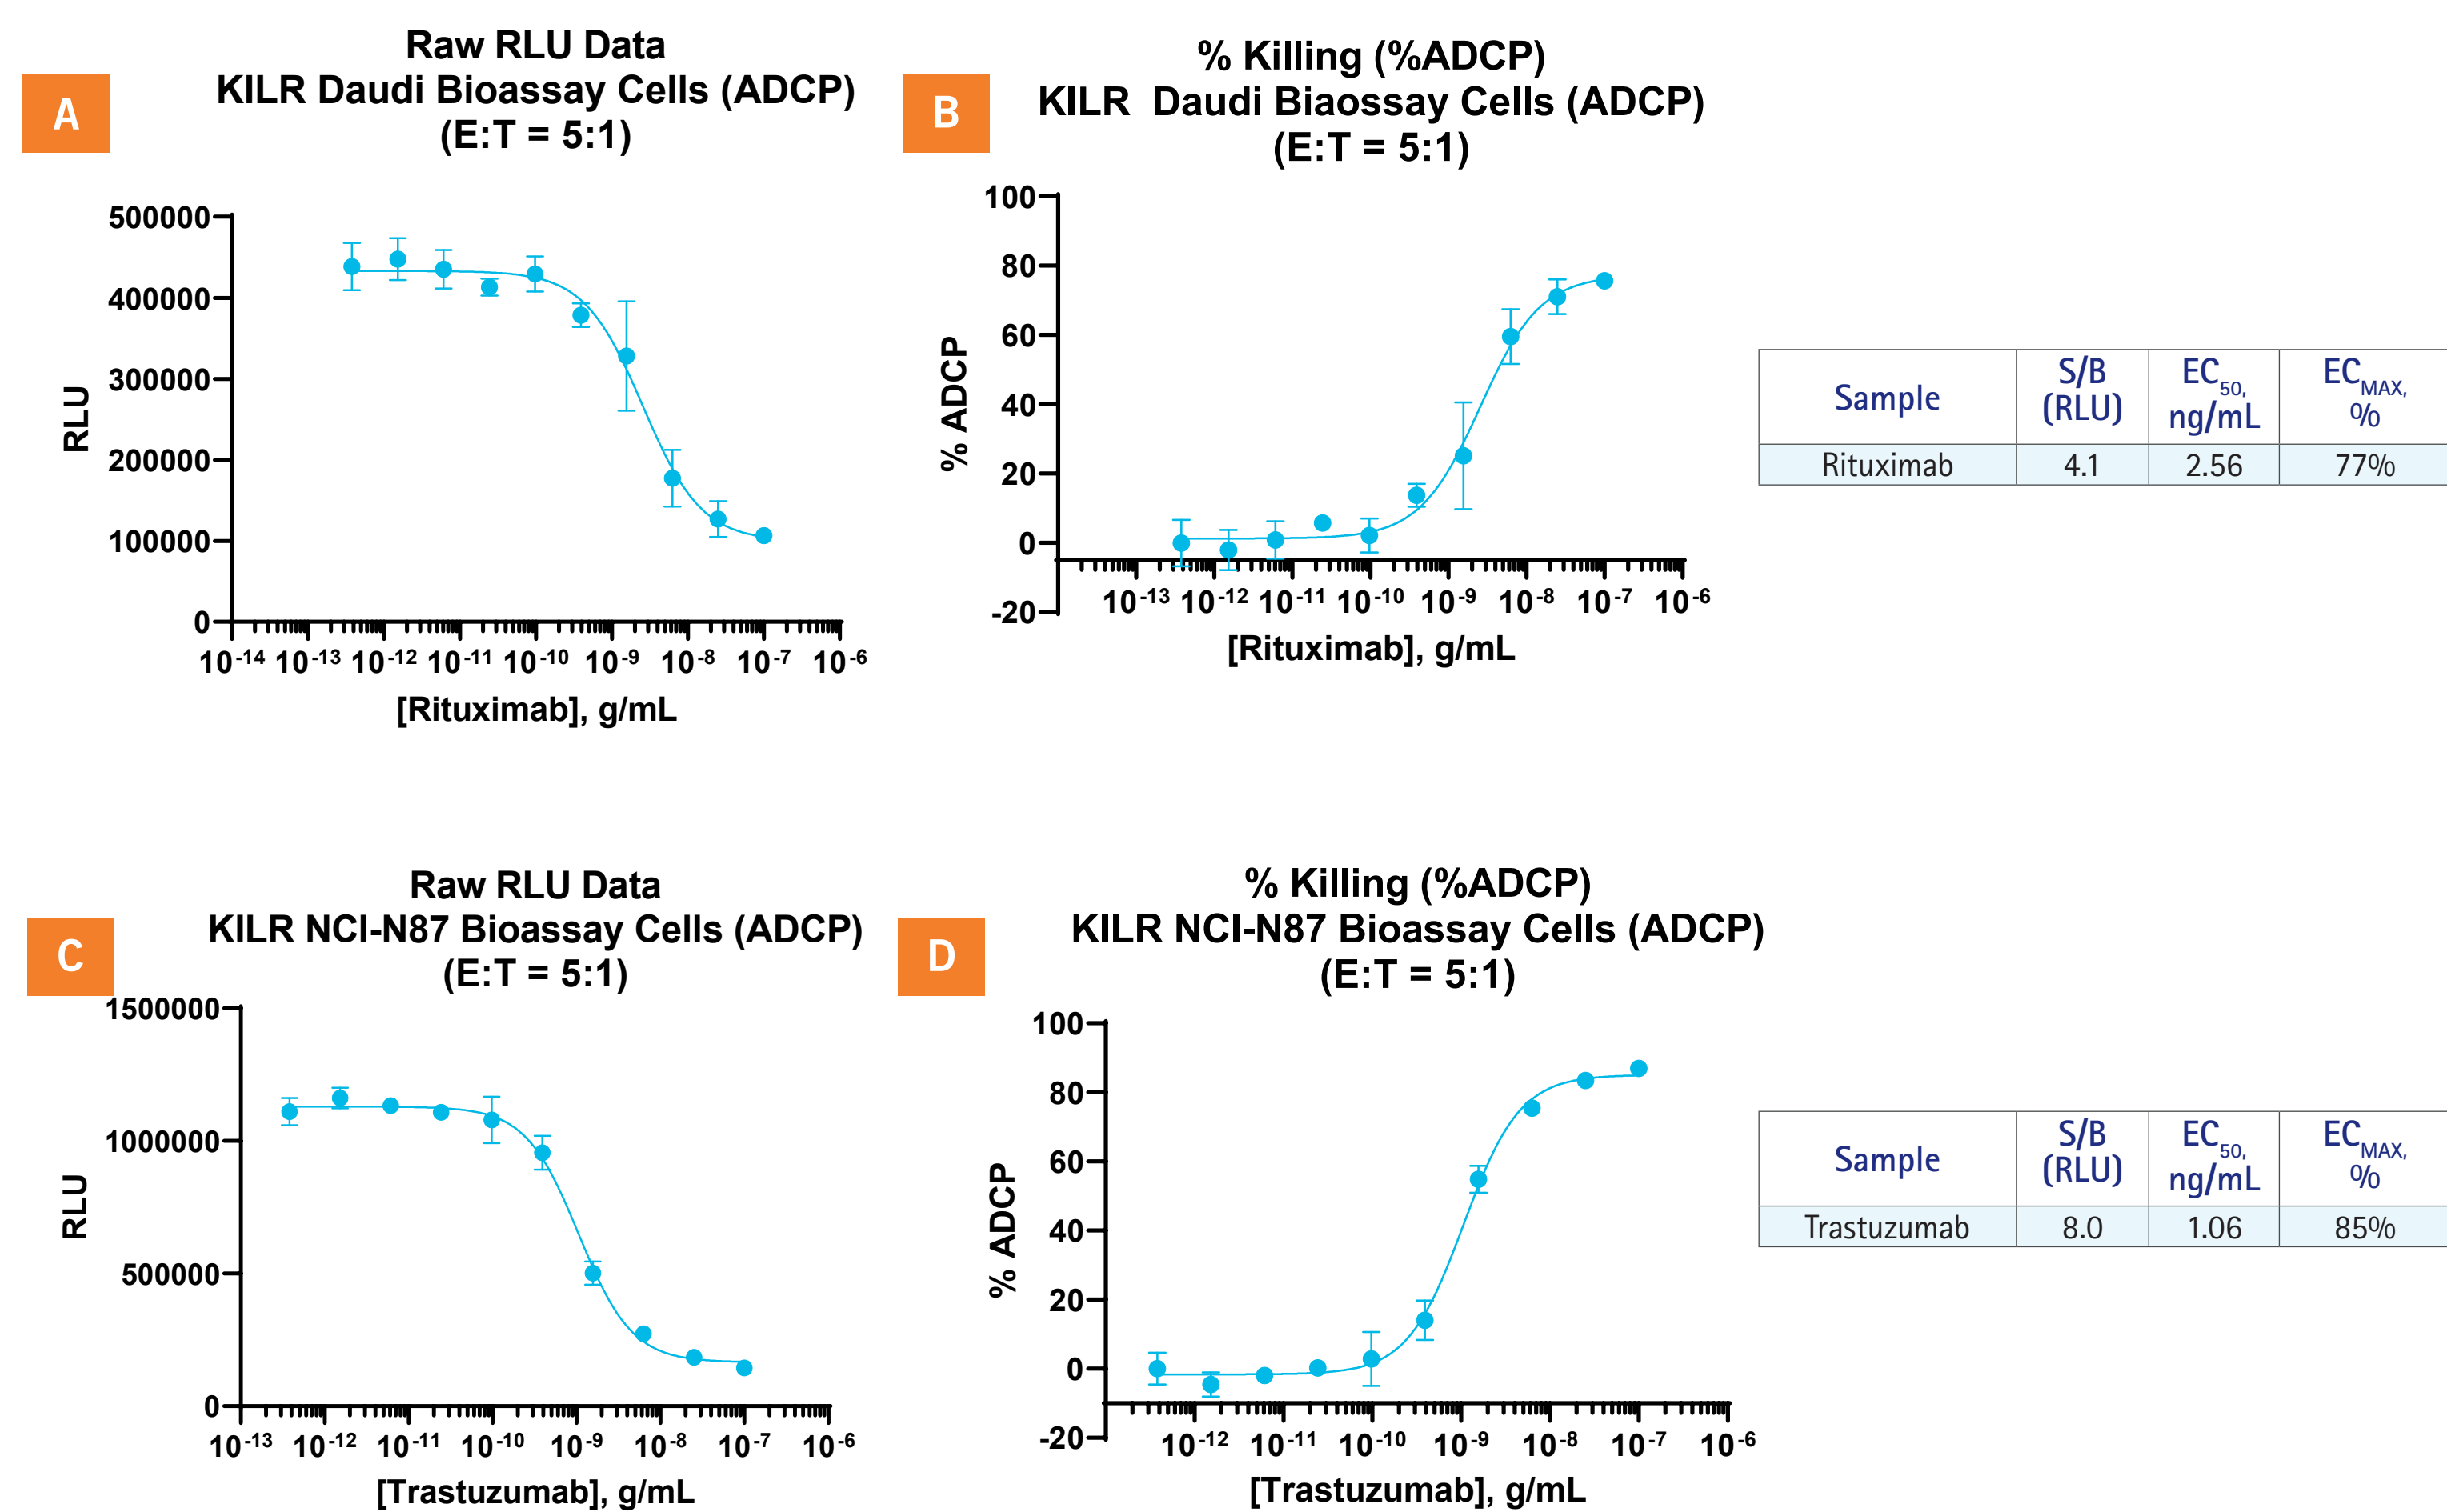 A
Raw RLU Data
KILR Daudi Bioassay Cells (ADCP)
(E:T = 5:1)
500000
400000
300000
200000
100000
0
RLU
10-14 10-13 10-12 10-11 10-10 10-9 10-8 10-7 10-6
[Rituximab], g/mL
B
% Killing (%ADCP)
KILR Daudi Biaossay Cells (ADCP)
(E:T = 5:1)
100
80
60
40
20
0
-20
% ADCP
10-13 10-12 10-11 10-10 10-9 10-8 10-7 10-6
[Rituximab], g/mL
Sample S/B (RLU) EC50, ng/mL ECMAX, %
Rituximab 4.1 2.56 77%
C
Raw RLU Data
KILR NCI-N87 Bioassay Cells (ADCP)
(E:T = 5:1)
1500000
1000000
500000
0
RLU
10-13 10-12 10-11 10-10 10-9 10-8 10-7 10-6
[Trastuzumab], g/mL
D
% Killing (%ADCP)
KILR NCI-N87 Bioassay Cells (ADCP)
(E:T = 5:1)
100
80
60
40
20
0
-20
% ADCP
10-12 10-11 10-10 10-9 10-8 10-7 10-6
[Trastuzumab], g/mL
Sample S/B (RLU) EC50, ng/mL ECMAX, %
Trastuzumab 8.0 1.06 85%